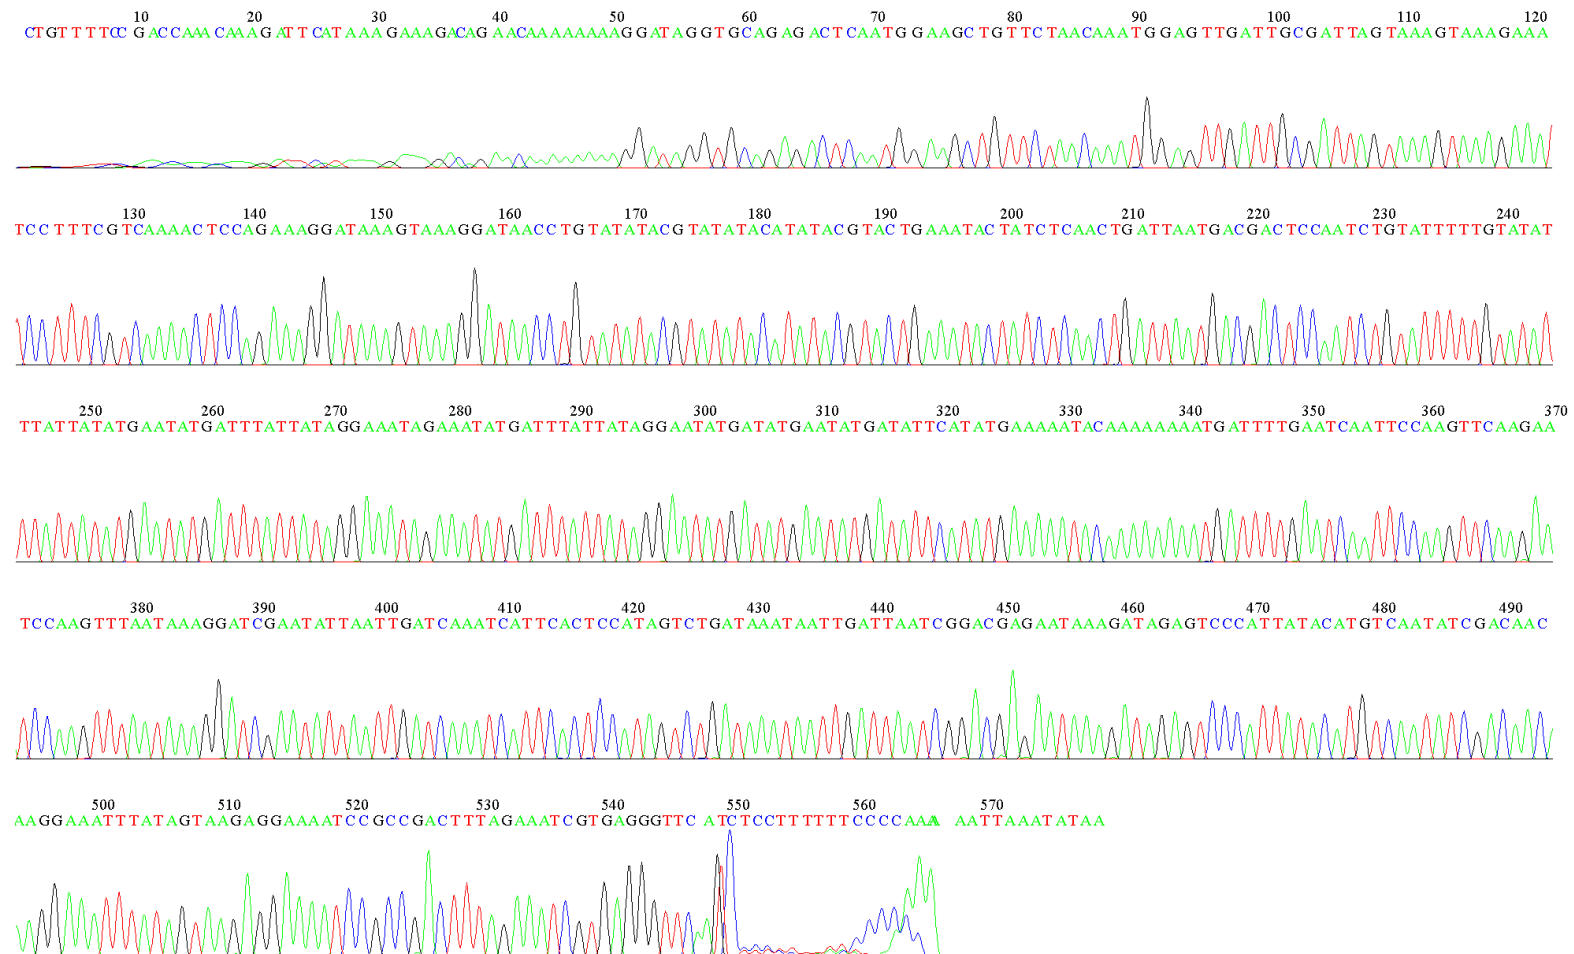 10 20 30 40 50 60 70 80 90 100 110 120
CTGTTTTCC GACCAAACAAAGATTCATAAAGAAAGACAGAACAAAAAAAAGGATAGGTGCAGAGACTCAATGGAAGCTGTTCTAACAAATGGAGTTGATTGCGATTAGTAAAGTAAAGAAA
130 140 150 160 170 180 190 200 210 220 230 240
TCCTTTCGTCAAAACTCCAGAAAGGATAAAGTAAAGGATAACCTGTATATACGTATATACATATACGTACTGAAATACTATCTCAACTGATTAATGACGACTCCAATCTGTATTTTTGTATAT
250 260 270 280 290 300 310 320 330 340 350 360 370
TTATTATATGAATATGATTTATTATAGGAAATAGAAATATGATTTATTATAGGAATATGATATGAATATGATATTCATATGAAAAATACAAAAAAAATGATTTTGAATCAATTCCAAGTTCAAGAA
380 390 400 410 420 430 440 450 460 470 480 490
TCCAAGTTTAATAAAGGATCGAATATTAATTGATCAAATCATTCACTCCATAGTCTGATAAATAATTGATTAATCGGACGAGAATAAAGATAGAGTCCCATTATACATGTCAATATCGACAAC
500 510 520 530 540 550 560 570
AAGGAAATTTATAGTAAGAGGAAAATCCGCCGACTTTAGAAATCGTGAGGGTTC ATCTCCTTTTTTCCCCAAA AATTAAATATAA